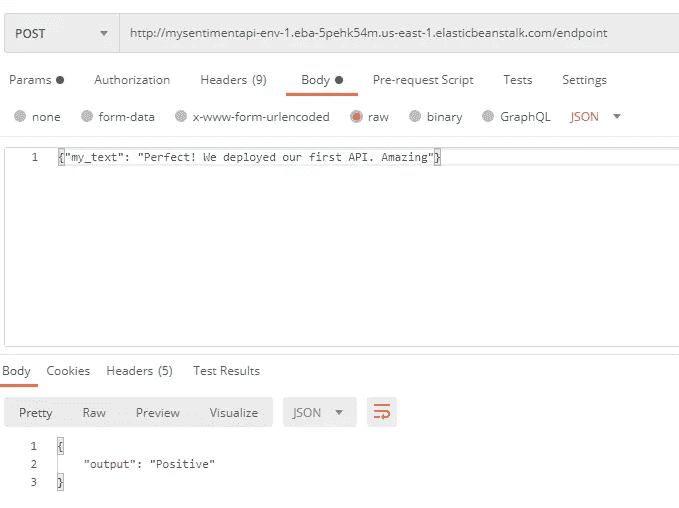 POST http://mysentimentapi-env-1.eba-5pehk54m.us-east-1.elasticbeanstalk.com/endpoint
Params Authorization Headers (9) Body Pre-request Script Tests Settings
none form-data x-www-form-urlencoded raw binary GraphQL JSON
1 {"my_text": "Perfect! We deployed our first API. Amazing"}
Body Cookies Headers (5) Test Results
Pretty Raw Preview Visualize JSON
1 {
2 "output": "Positive"
3 }